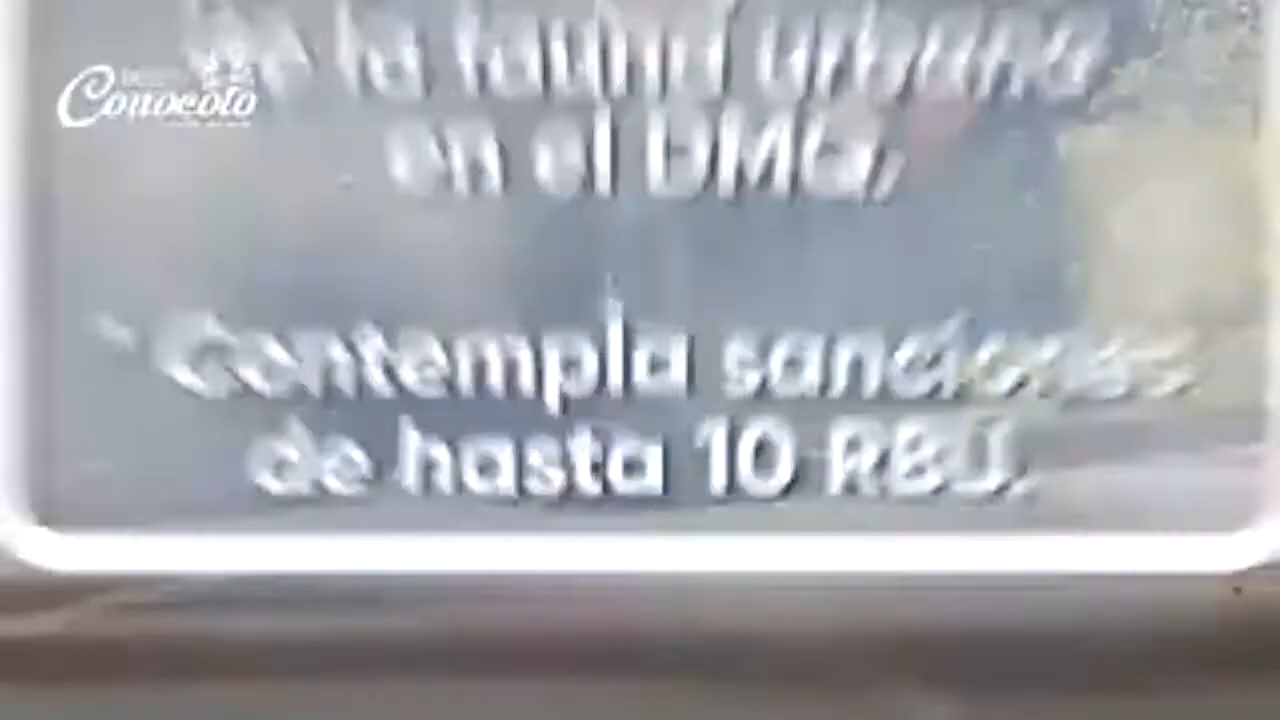 Conocoto
de la fauna urbana
en el DMQ,
* Contempla sanciones
de hasta 10 RBU.